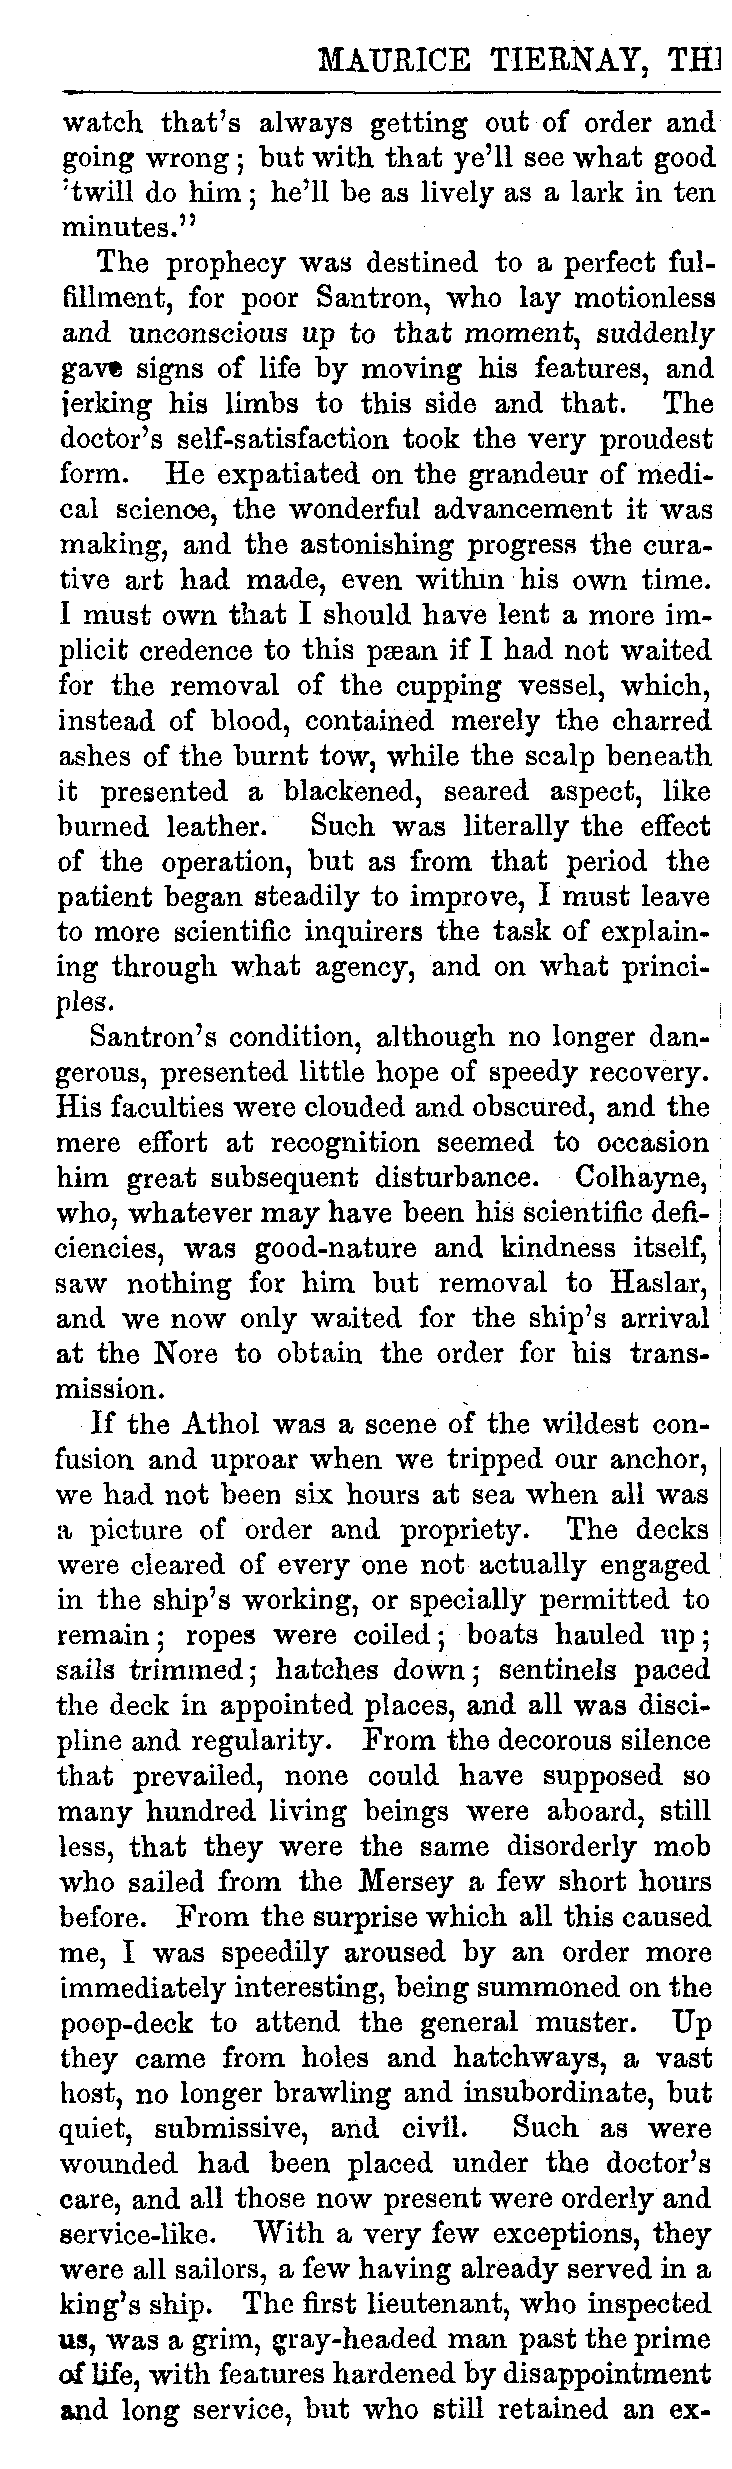 MAURICE TIERNAY, TH
watch that's always getting out of order and
going wrong; but with that ye'll see what good
'twill do him; he'll be as lively as a lark in ten
minutes."
The prophecy was destined to a perfect ful-
fillment, for poor Santron, who lay motionless
and unconscious up to that moment, suddenly
gave signs of life by moving his features, and
jerking his limbs to this side and that. The
doctor's self-satisfaction took the very proudest
form. He expatiated on the grandeur of medi-
cal science, the wonderful advancement it was
making, and the astonishing progress the cura-
tive art had made, even within his own time.
I must own that I should have lent a more im-
plicit credence to this pæan if I had not waited
for the removal of the cupping vessel, which,
instead of blood, contained merely the charred
ashes of the burnt tow, while the scalp beneath
it presented a blackened, seared aspect, like
burned leather. Such was literally the effect
of the operation, but as from that period the
patient began steadily to improve, I must leave
to more scientific inquirers the task of explain-
ing through what agency, and on what princi-
ples.
Santron's condition, although no longer dan-
gerous, presented little hope of speedy recovery.
His faculties were clouded and obscured, and the
mere effort at recognition seemed to occasion
him great subsequent disturbance. Colhayne,
who, whatever may have been his scientific defi-
ciencies, was good-nature and kindness itself,
saw nothing for him but removal to Haslar,
and we now only waited for the ship's arrival
at the Nore to obtain the order for his trans-
mission.
If the Athol was a scene of the wildest con-
fusion and uproar when we tripped our anchor,
we had not been six hours at sea when all was
a picture of order and propriety. The decks
were cleared of every one not actually engaged
in the ship's working, or specially permitted to
remain; ropes were coiled; boats hauled up;
sails trimmed; hatches down; sentinels paced
the deck in appointed places, and all was disci-
pline and regularity. From the decorous silence
that prevailed, none could have supposed so
many hundred living beings were aboard, still
less, that they were the same disorderly mob
who sailed from the Mersey a few short hours
before. From the surprise which all this caused
me, I was speedily aroused by an order more
immediately interesting, being summoned on the
poop-deck to attend the general muster. Up
they came from holes and hatchways, a vast
host, no longer brawling and insubordinate, but
quiet, submissive, and civil. Such as were
wounded had been placed under the doctor's
care, and all those now present were orderly and
service-like. With a very few exceptions, they
were all sailors, a few having already served in a
king's ship. The first lieutenant, who inspected
us, was a grim, gray-headed man past the prime
of life, with features hardened by disappointment
and long service, but who still retained an ex-